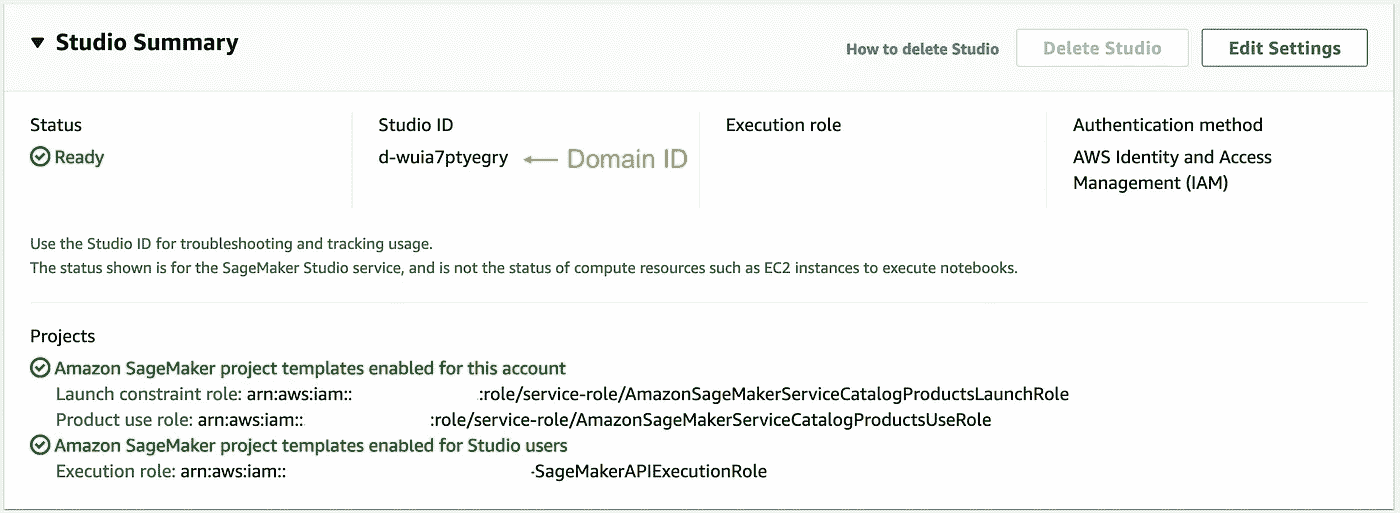 Studio Summary
How to delete Studio
Delete Studio
Edit Settings
Status
Ready
Studio ID
d-wuia7ptyegry
Domain ID
Execution role
Authentication method
AWS Identity and Access
Management (IAM)
Use the Studio ID for troubleshooting and tracking usage.
The status shown is for the SageMaker Studio service, and is not the status of compute resources such as EC2 instances to execute notebooks.
Projects
Amazon SageMaker project templates enabled for this account
Launch constraint role: arn:aws:iam:: :role/service-role/AmazonSageMakerServiceCatalogProductsLaunchRole
Product use role: arn:aws:iam:: :role/service-role/AmazonSageMakerServiceCatalogProductsUseRole
Amazon SageMaker project templates enabled for Studio users
Execution role: arn:aws:iam:: -SageMakerAPIExecutionRole